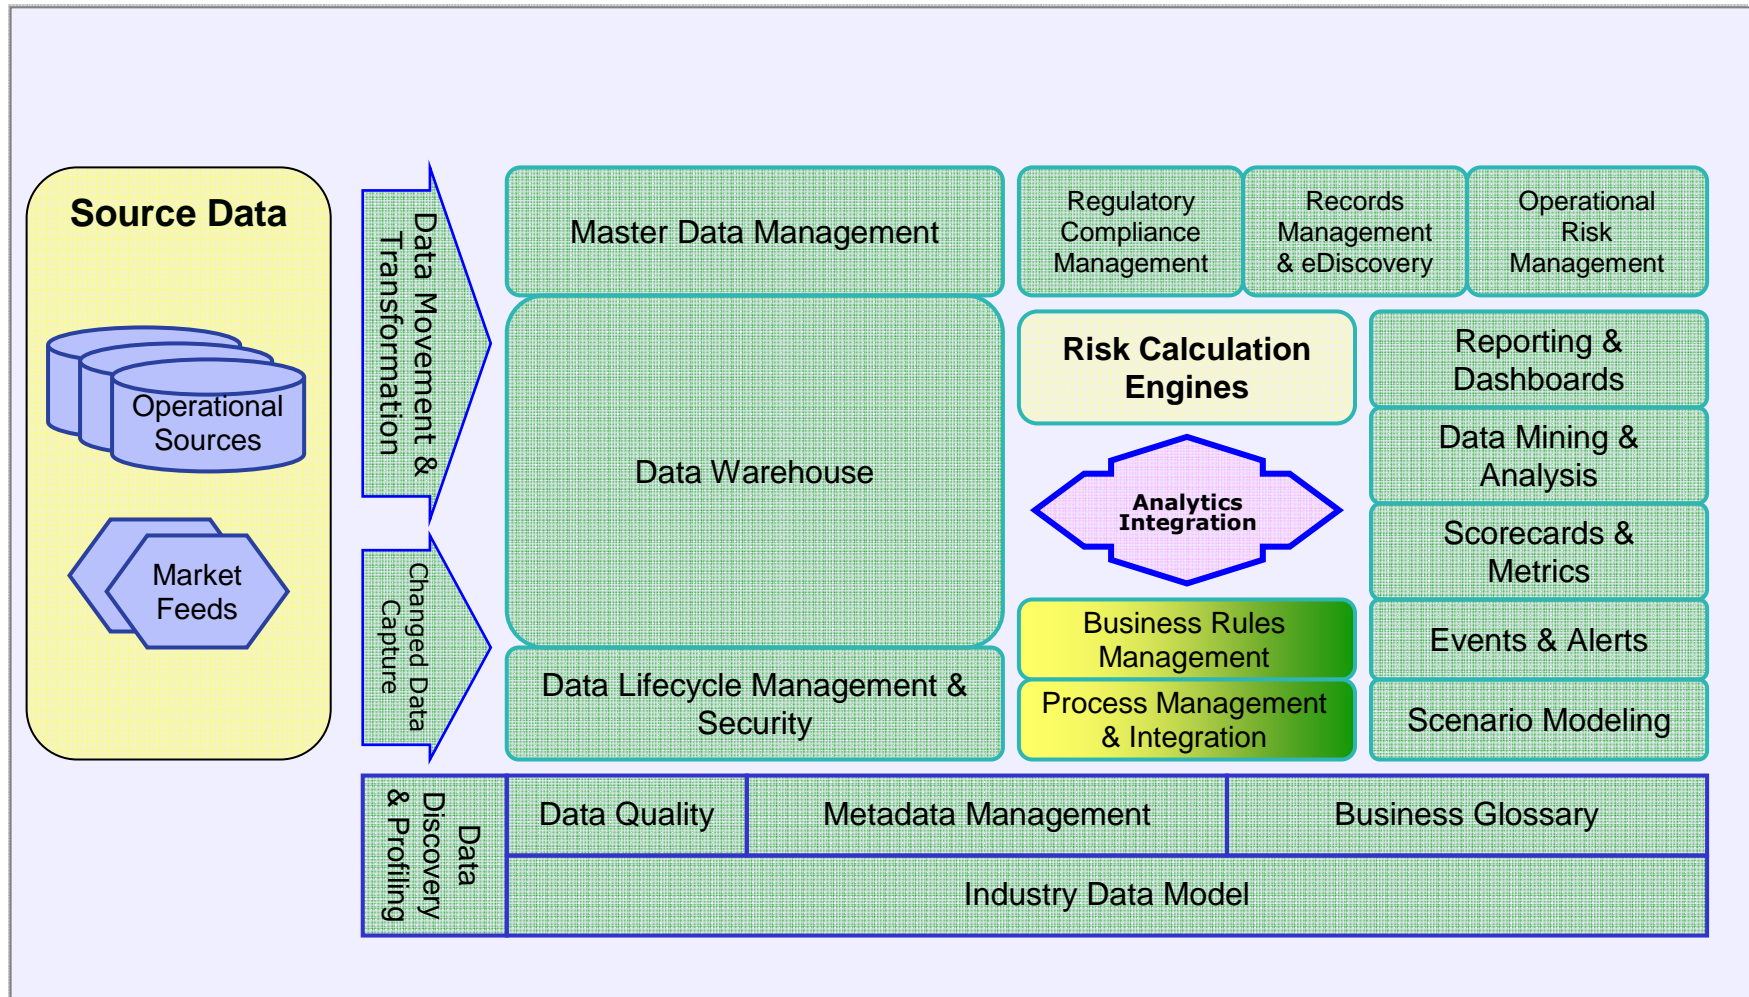 Source Data
Operational
Sources
Market
Feeds
Data Movement &
Transformation
Changed Data
Capture
Master Data Management
Data Warehouse
Data Lifecycle Management &
Security
Regulatory
Compliance
Management
Records
Management
& eDiscovery
Operational
Risk
Management
Risk Calculation
Engines
Analytics
Integration
Business Rules
Management
Process Management
& Integration
Reporting &
Dashboards
Data Mining &
Analysis
Scorecards &
Metrics
Events & Alerts
Scenario Modeling
Data
Discovery
& Profiling
Data Quality
Metadata Management
Business Glossary
Industry Data Model